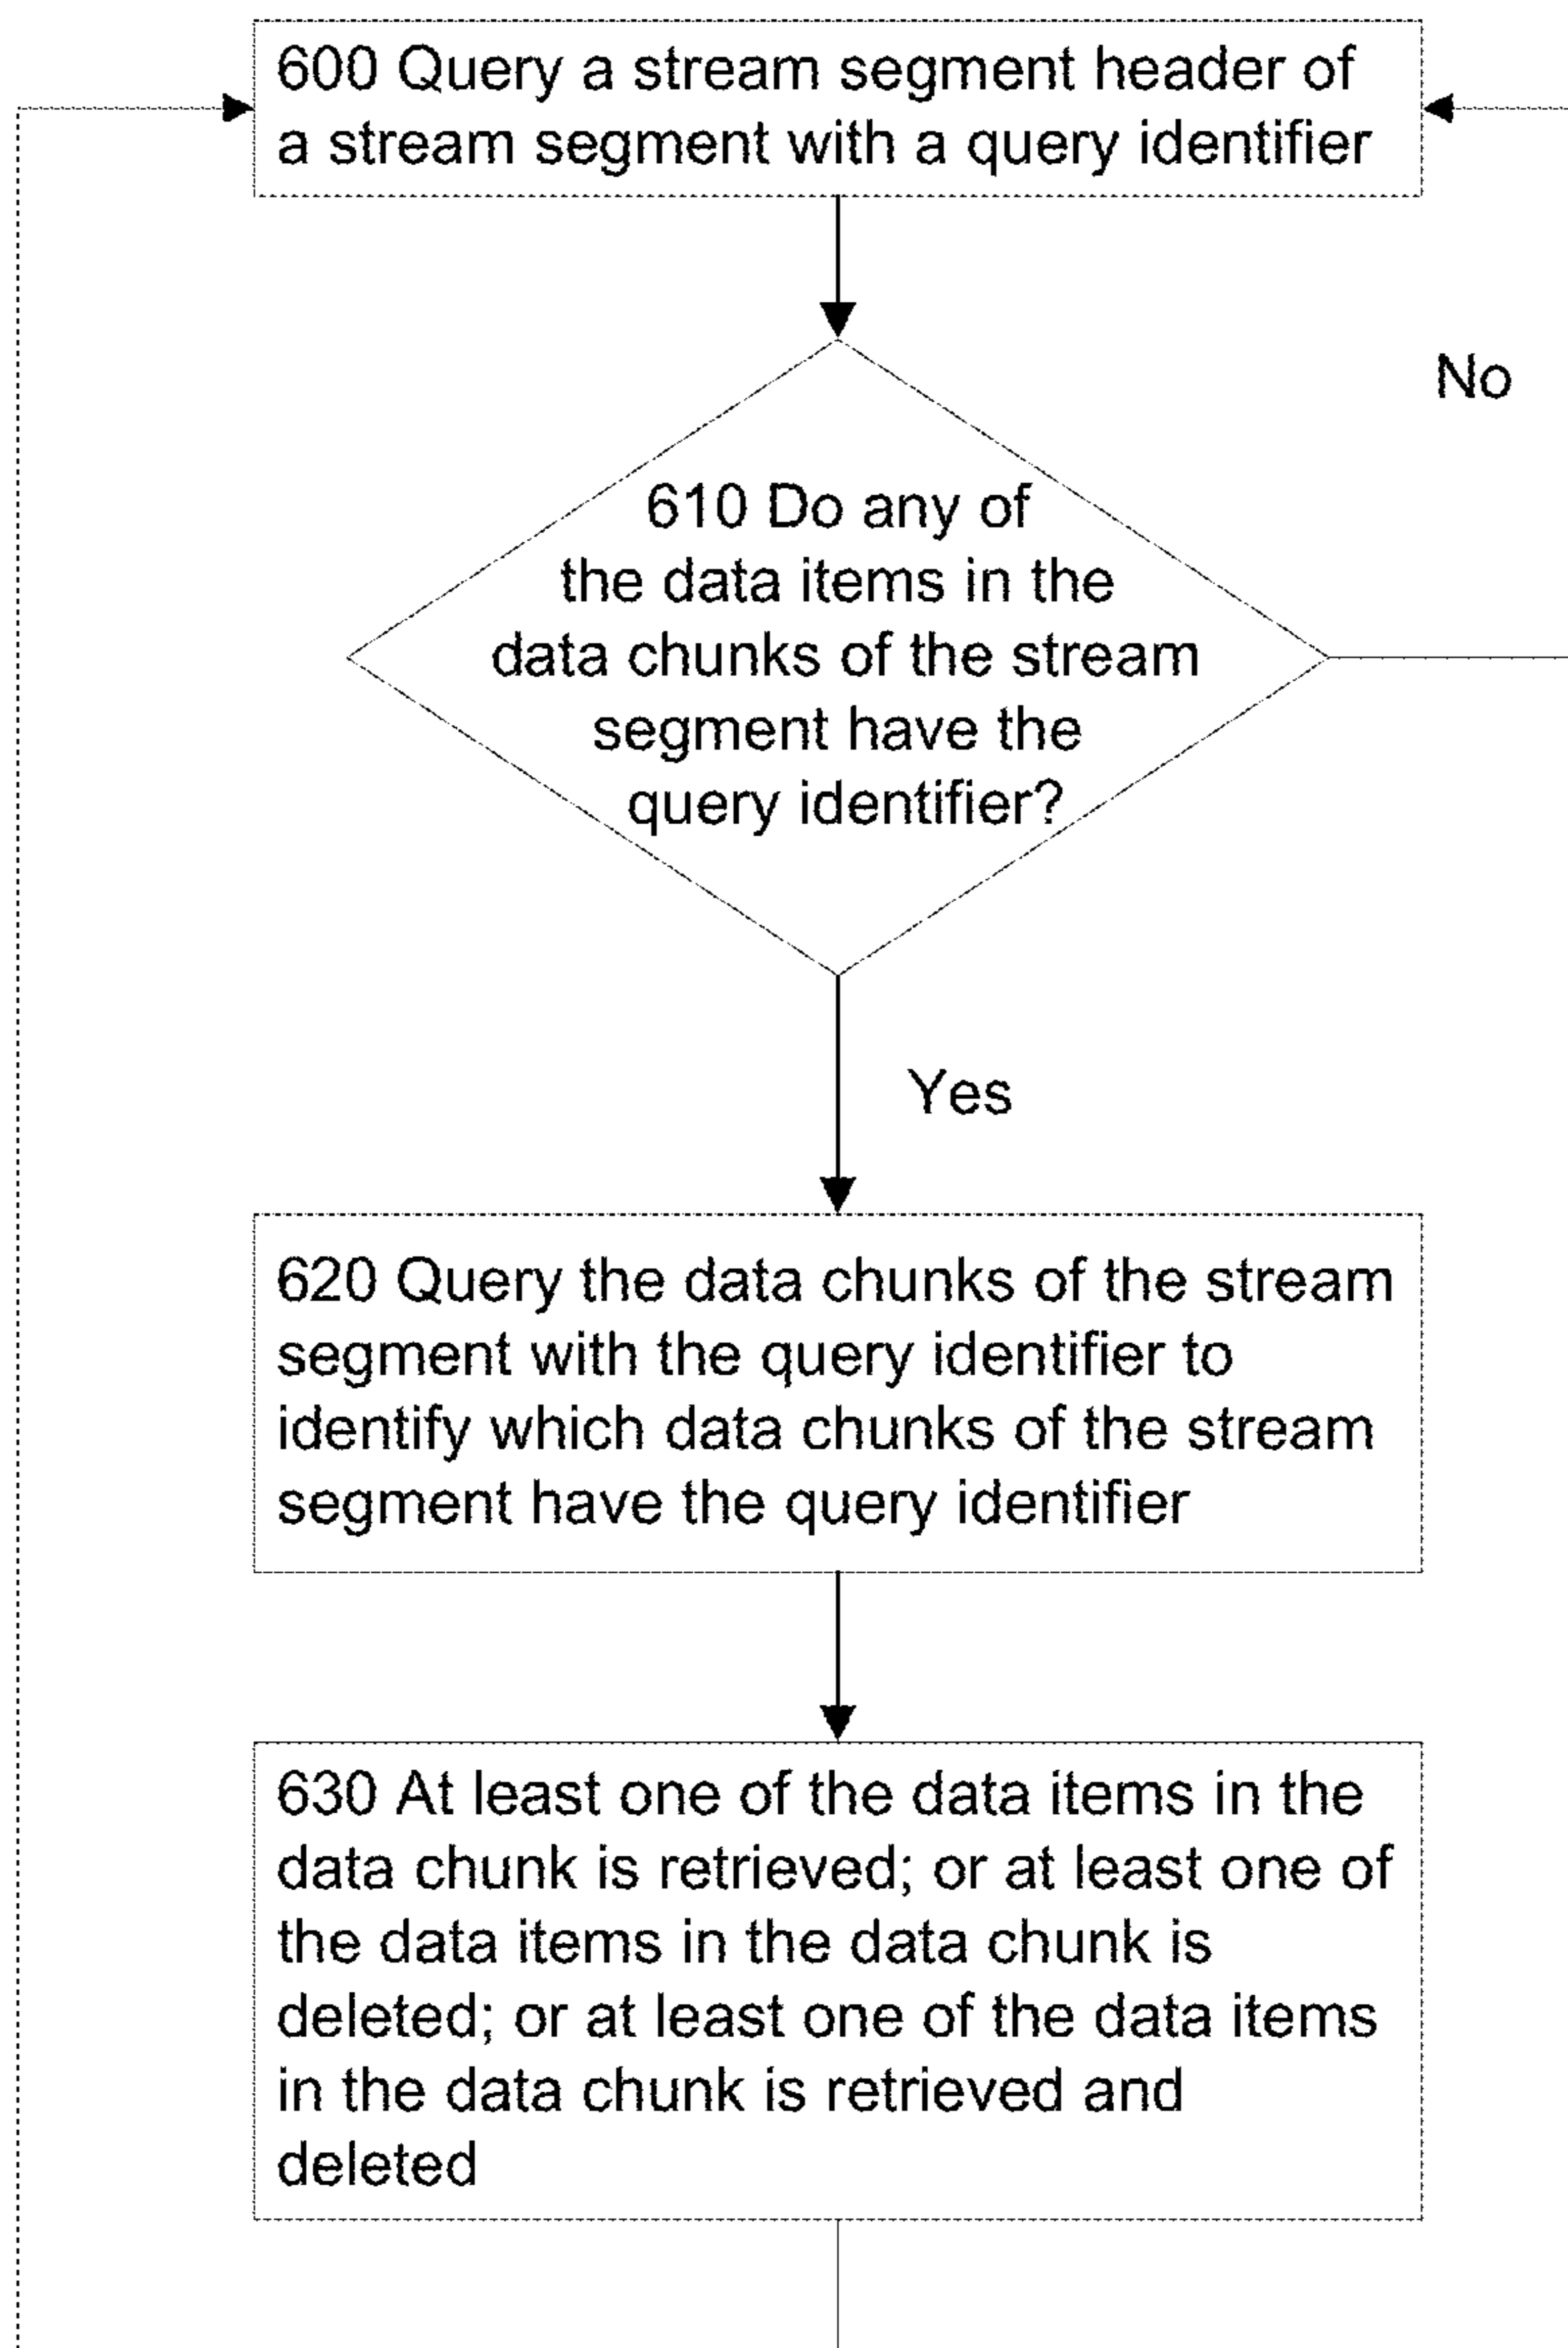 600 Query a stream segment header of
a stream segment with a query identifier
No
610 Do any of
the data items in the
data chunks of the stream
segment have the
query identifier?
Yes
620 Query the data chunks of the stream
segment with the query identifier to
identify which data chunks of the stream
segment have the query identifier
630 At least one of the data items in the
data chunk is retrieved; or at least one of
the data items in the data chunk is
deleted; or at least one of the data items
in the data chunk is retrieved and
deleted